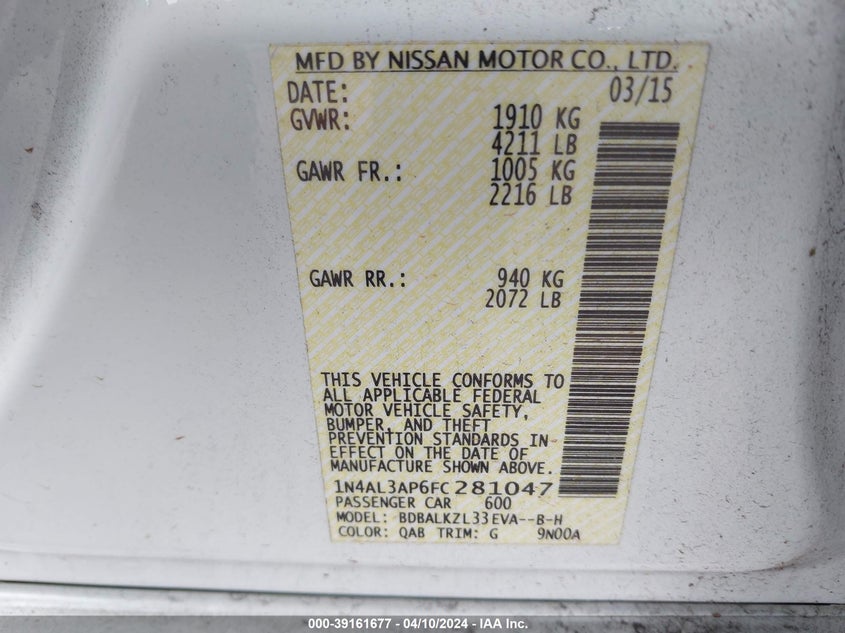 MFD BY NISSAN MOTOR CO., LTD.
DATE: 03/15
GVWR: 1910 KG
4211 LB
GAWR FR.: 1005 KG
2216 LB
GAWR RR.: 940 KG
2072 LB
THIS VEHICLE CONFORMS TO
ALL APPLICABLE FEDERAL
MOTOR VEHICLE SAFETY,
BUMPER, AND THEFT
PREVENTION STANDARDS IN
EFFECT ON THE DATE OF
MANUFACTURE SHOWN ABOVE.
1N4AL3AP6FC281047
PASSENGER CAR 600
MODEL: BDBALKZL33EVA--B-H
COLOR: QAB TRIM: G 9N00A
000-39161677 - 04/10/2024 - IAA Inc.